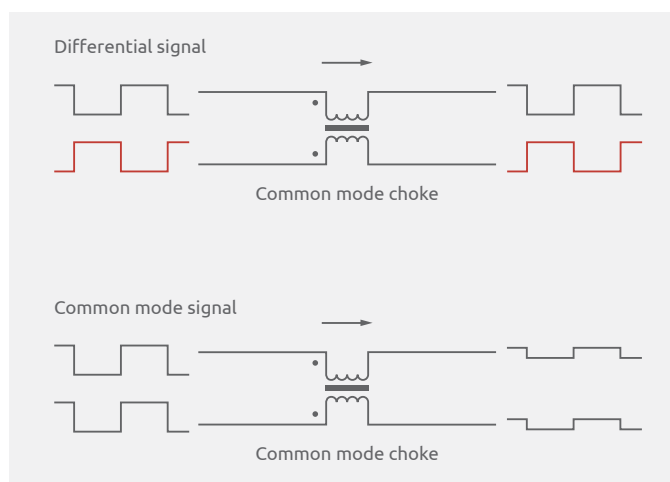 Differential signal
Common mode choke
Common mode signal
Common mode choke